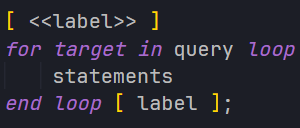 [ <<label>> ]
for target in query loop
    statements
end loop [ label ];